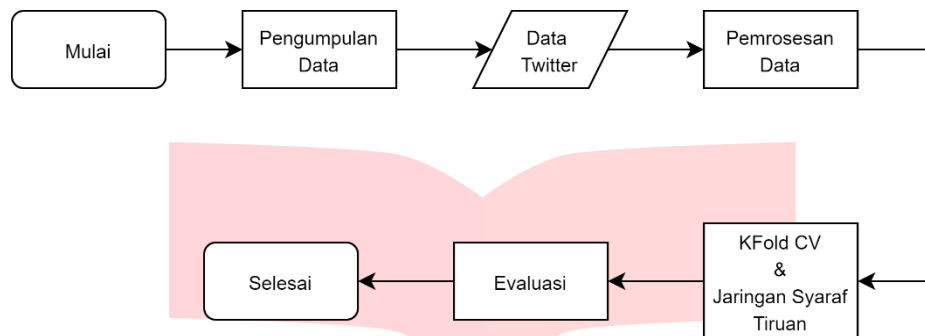 Mulai
Pengumpulan
Data
Data
Twitter
Pemrosesan
Data
KFold CV
&
Jaringan Syaraf
Tiruan
Evaluasi
Selesai